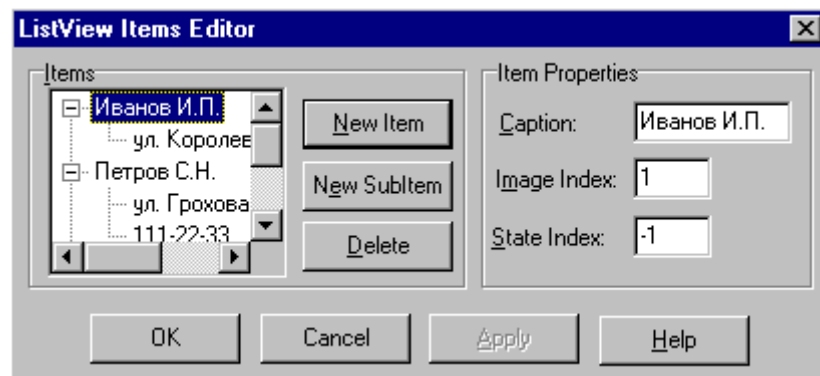 ListView Items Editor
Items
Иванов И.П.
ул. Королев
Петров С.Н.
ул. Грохова
111-22-33
New Item
New SubItem
Delete
Item Properties
Caption: Иванов И.П.
Image Index: 1
State Index: -1
OK Cancel Apply Help